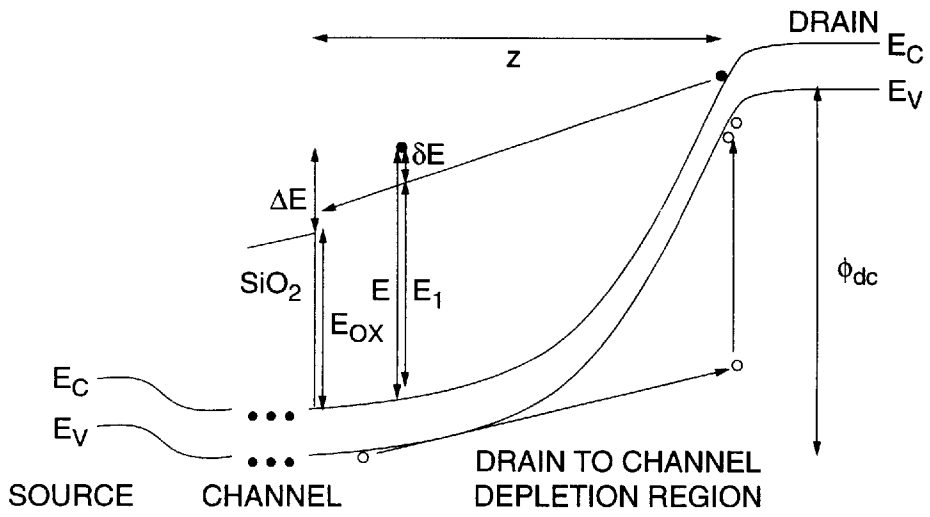 DRAIN
E_C
E_V
z
δE
ΔE
SiO₂
E
E₁
E_OX
ϕ_dc
E_C
E_V
SOURCE
CHANNEL
DRAIN TO CHANNEL
DEPLETION REGION